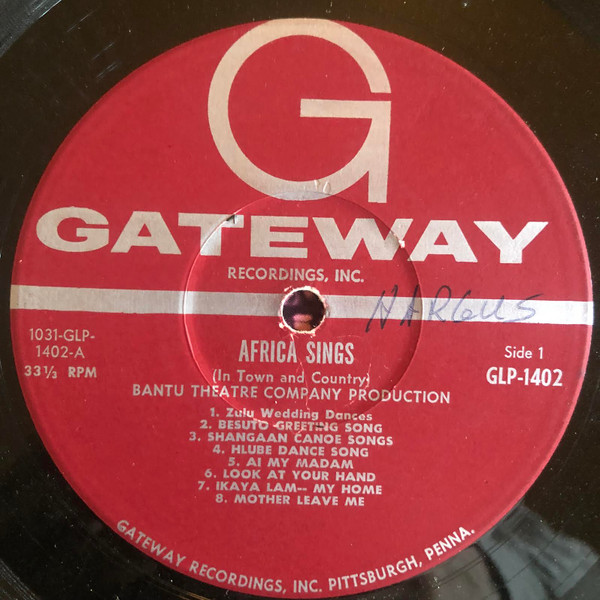 G
GATEWAY
RECORDINGS, INC.
NARGUS
1031-GLP-
1402-A
33⅓ RPM
AFRICA SINGS
(In Town and Country)
BANTU THEATRE COMPANY PRODUCTION
Side 1
GLP-1402
1. Zulu Wedding Dances
2. BESUTO GREETING SONG
3. SHANGAAN CANOE SONGS
4. HLUBE DANCE SONG
5. AI MY MADAM
6. LOOK AT YOUR HAND
7. IKAYA LAM-- MY HOME
8. MOTHER LEAVE ME
GATEWAY RECORDINGS, INC. PITTSBURGH, PENNA.